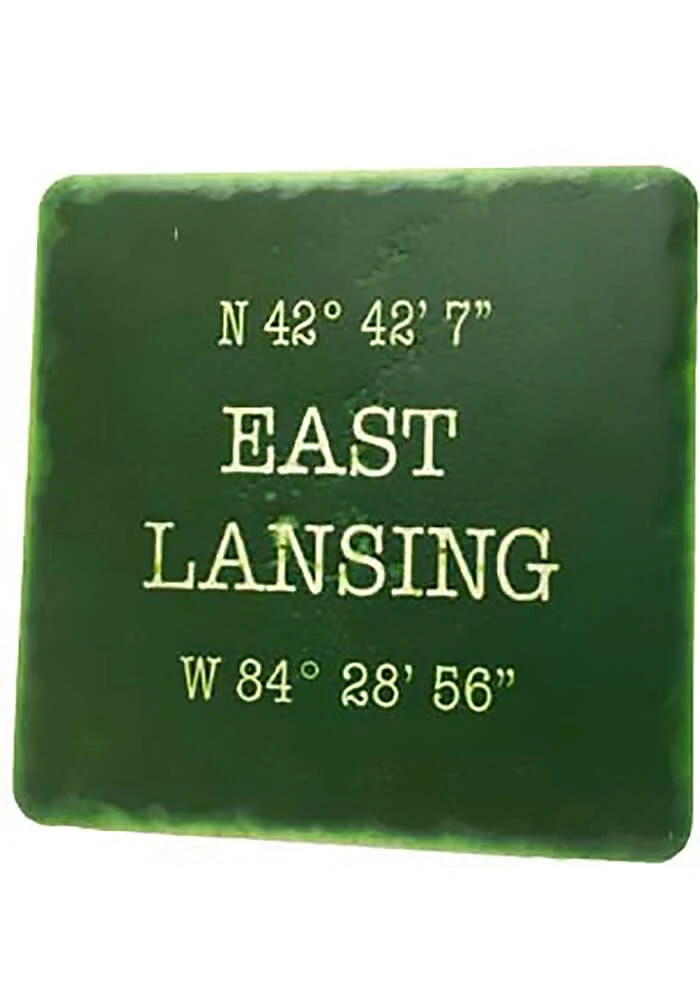 N 42° 42’ 7”
EAST
LANSING
W 84° 28’ 56”